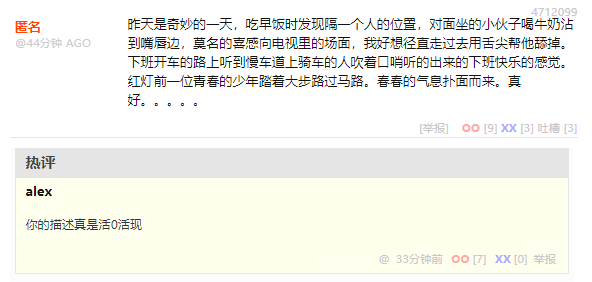 4712099
匿名
@44分钟 AGO
昨天是奇妙的一天，吃早饭时发现隔一个人的位置，对面坐的小伙子喝牛奶沾
到嘴唇边，莫名的喜感向电视里的场面，我好想径直走过去用舌尖帮他舔掉。
下班开车的路上听到慢车道上骑车的人吹着口哨听的出来的下班快乐的感觉。
红灯前一位青春的少年踏着大步路过马路。春春的气息扑面而来。真
好。。。。。
[举报] OO [9] XX [3] 吐槽 [3]
热评
alex
你的描述真是活0活现
@ 33分钟前 OO [7] XX [0] 举报